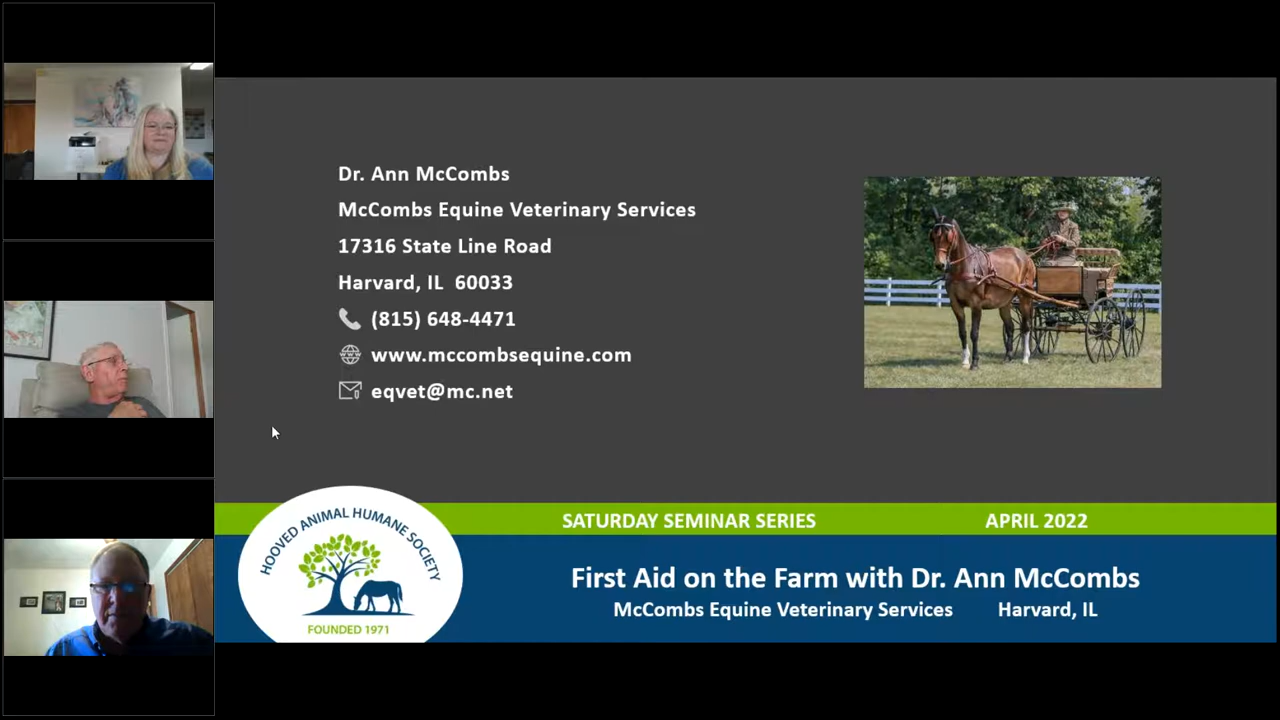 Dr. Ann McCombs
McCombs Equine Veterinary Services
17316 State Line Road
Harvard, IL 60033
(815) 648-4471
www.mccombsequine.com
eqvet@mc.net
HOOVED ANIMAL HUMANE SOCIETY
FOUNDED 1971
SATURDAY SEMINAR SERIES APRIL 2022
First Aid on the Farm with Dr. Ann McCombs
McCombs Equine Veterinary Services Harvard, IL